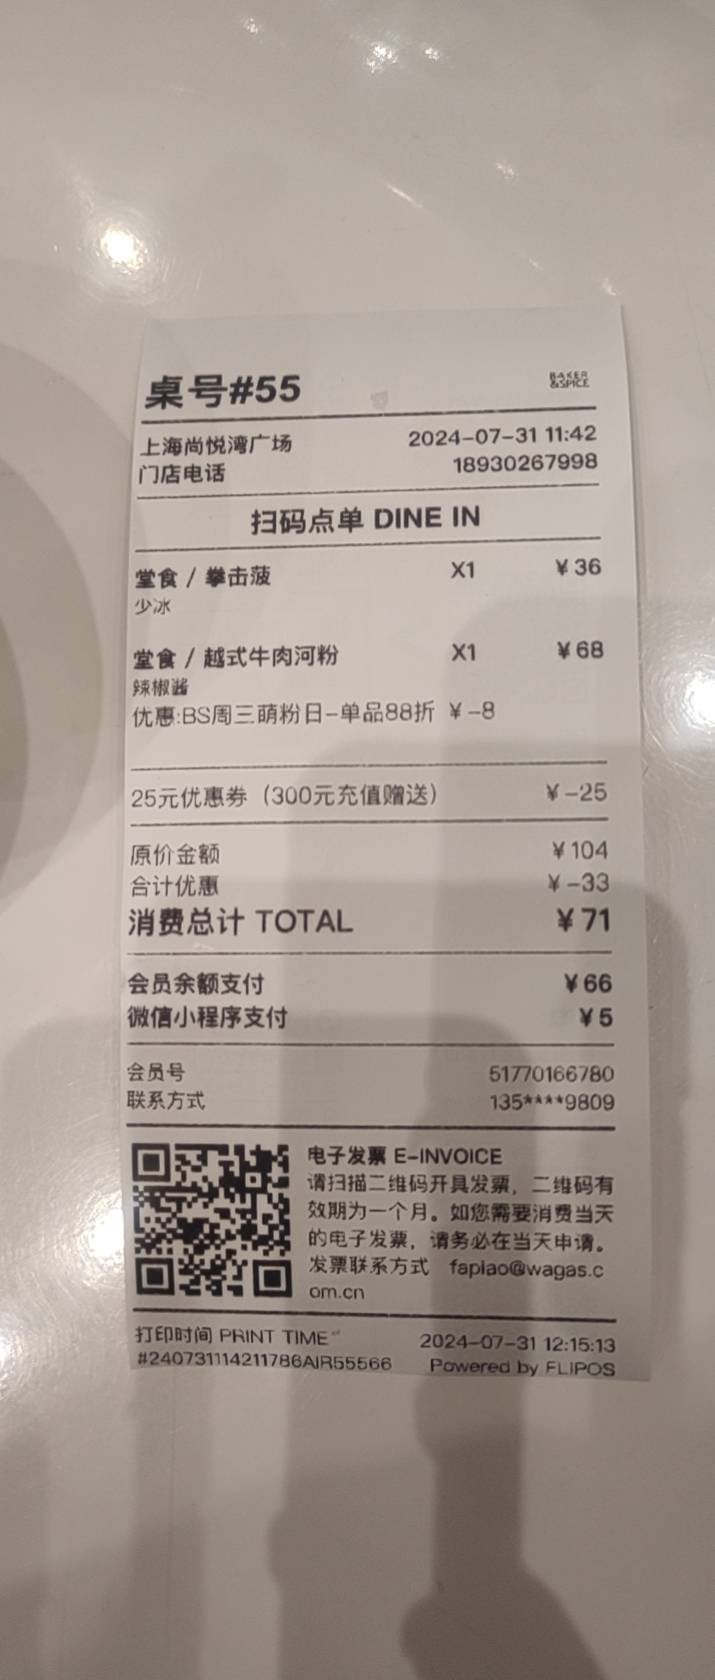 桌号#55
BAKER
&SPICE
上海尚悦湾广场 2024-07-31 11:42
门店电话 18930267998
扫码点单 DINE IN
堂食 / 拳击菠 X1 ¥36
少冰
堂食 / 越式牛肉河粉 X1 ¥68
辣椒酱
优惠:BS周三萌粉日-单品88折 ¥-8
25元优惠券（300元充值赠送） ¥-25
原价金额 ¥104
合计优惠 ¥-33
消费总计 TOTAL ¥71
会员余额支付 ¥66
微信小程序支付 ¥5
会员号 51770166780
联系方式 135****9809
电子发票 E-INVOICE
请扫描二维码开具发票，二维码有
效期为一个月。如您需要消费当天
的电子发票，请务必在当天申请。
发票联系方式 fapiao@wagas.c
om.cn
打印时间 PRINT TIME 2024-07-31 12:15:13
#240731114211786AIR55566 Powered by FLIPOS